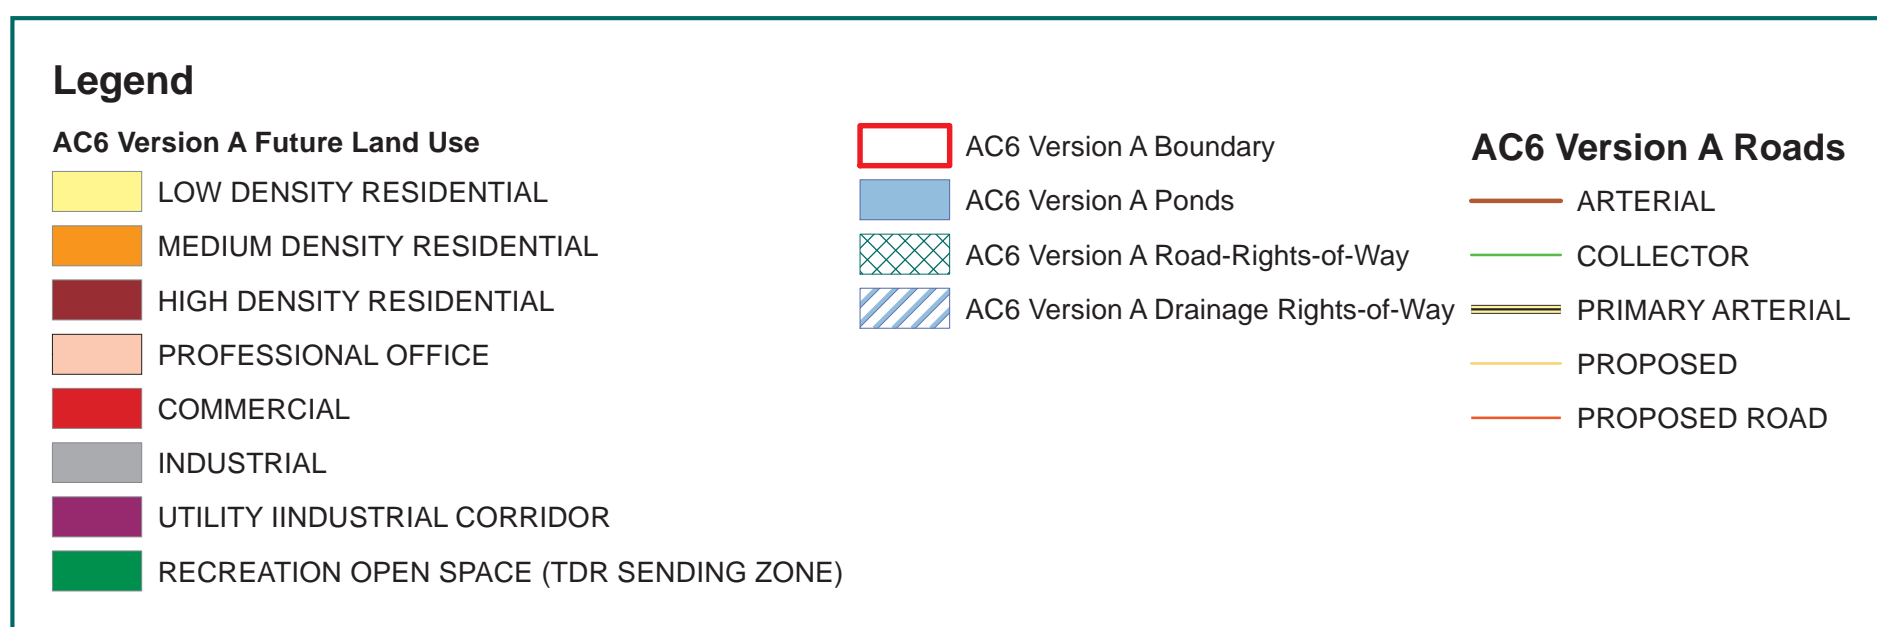 Legend
AC6 Version A Future Land Use
LOW DENSITY RESIDENTIAL
MEDIUM DENSITY RESIDENTIAL
HIGH DENSITY RESIDENTIAL
PROFESSIONAL OFFICE
COMMERCIAL
INDUSTRIAL
UTILITY IINDUSTRIAL CORRIDOR
RECREATION OPEN SPACE (TDR SENDING ZONE)
AC6 Version A Boundary
AC6 Version A Ponds
AC6 Version A Road-Rights-of-Way
AC6 Version A Drainage Rights-of-Way
AC6 Version A Roads
ARTERIAL
COLLECTOR
PRIMARY ARTERIAL
PROPOSED
PROPOSED ROAD